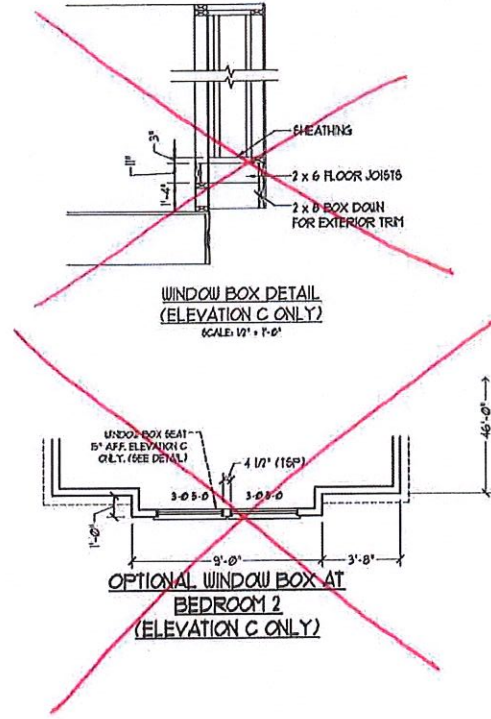 SHEATHING
3"
11"
2 x 6 FLOOR JOISTS
1'-4"
2 x 8 BOX DOWN
FOR EXTERIOR TRIM
WINDOW BOX DETAIL
(ELEVATION C ONLY)
SCALE: 1/2" = 1'-0"
WINDOW BOX SEAT
15" A.F.F. ELEVATION C
ONLY. (SEE DETAIL)
4 1/2" (TYP)
46'-0"
3-0 5-0 3-0 5-0
1'-0"
9'-0" 3'-8"
OPTIONAL WINDOW BOX AT
BEDROOM 2
(ELEVATION C ONLY)